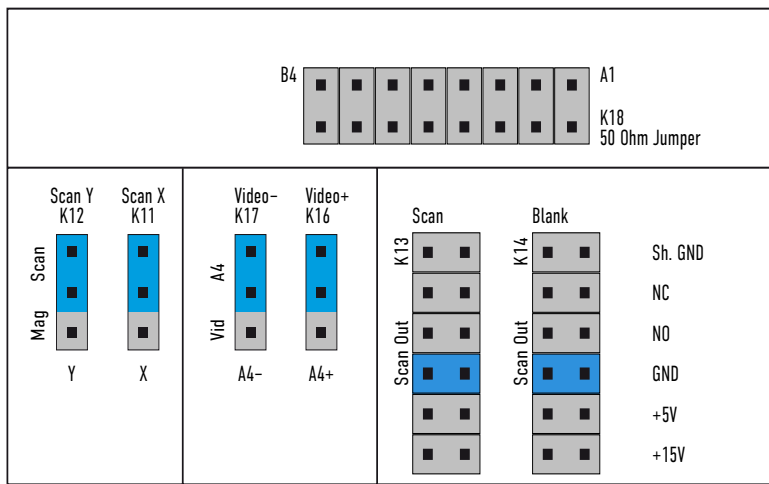 B4
A1
K18
50 Ohm Jumper
Scan Y
K12
Scan X
K11
Scan
Mag
Y
X
Video–
K17
Video+
K16
A4
Vid
A4–
A4+
Scan
Blank
K13
K14
Scan Out
Scan Out
Sh. GND
NC
NO
GND
+5V
+15V